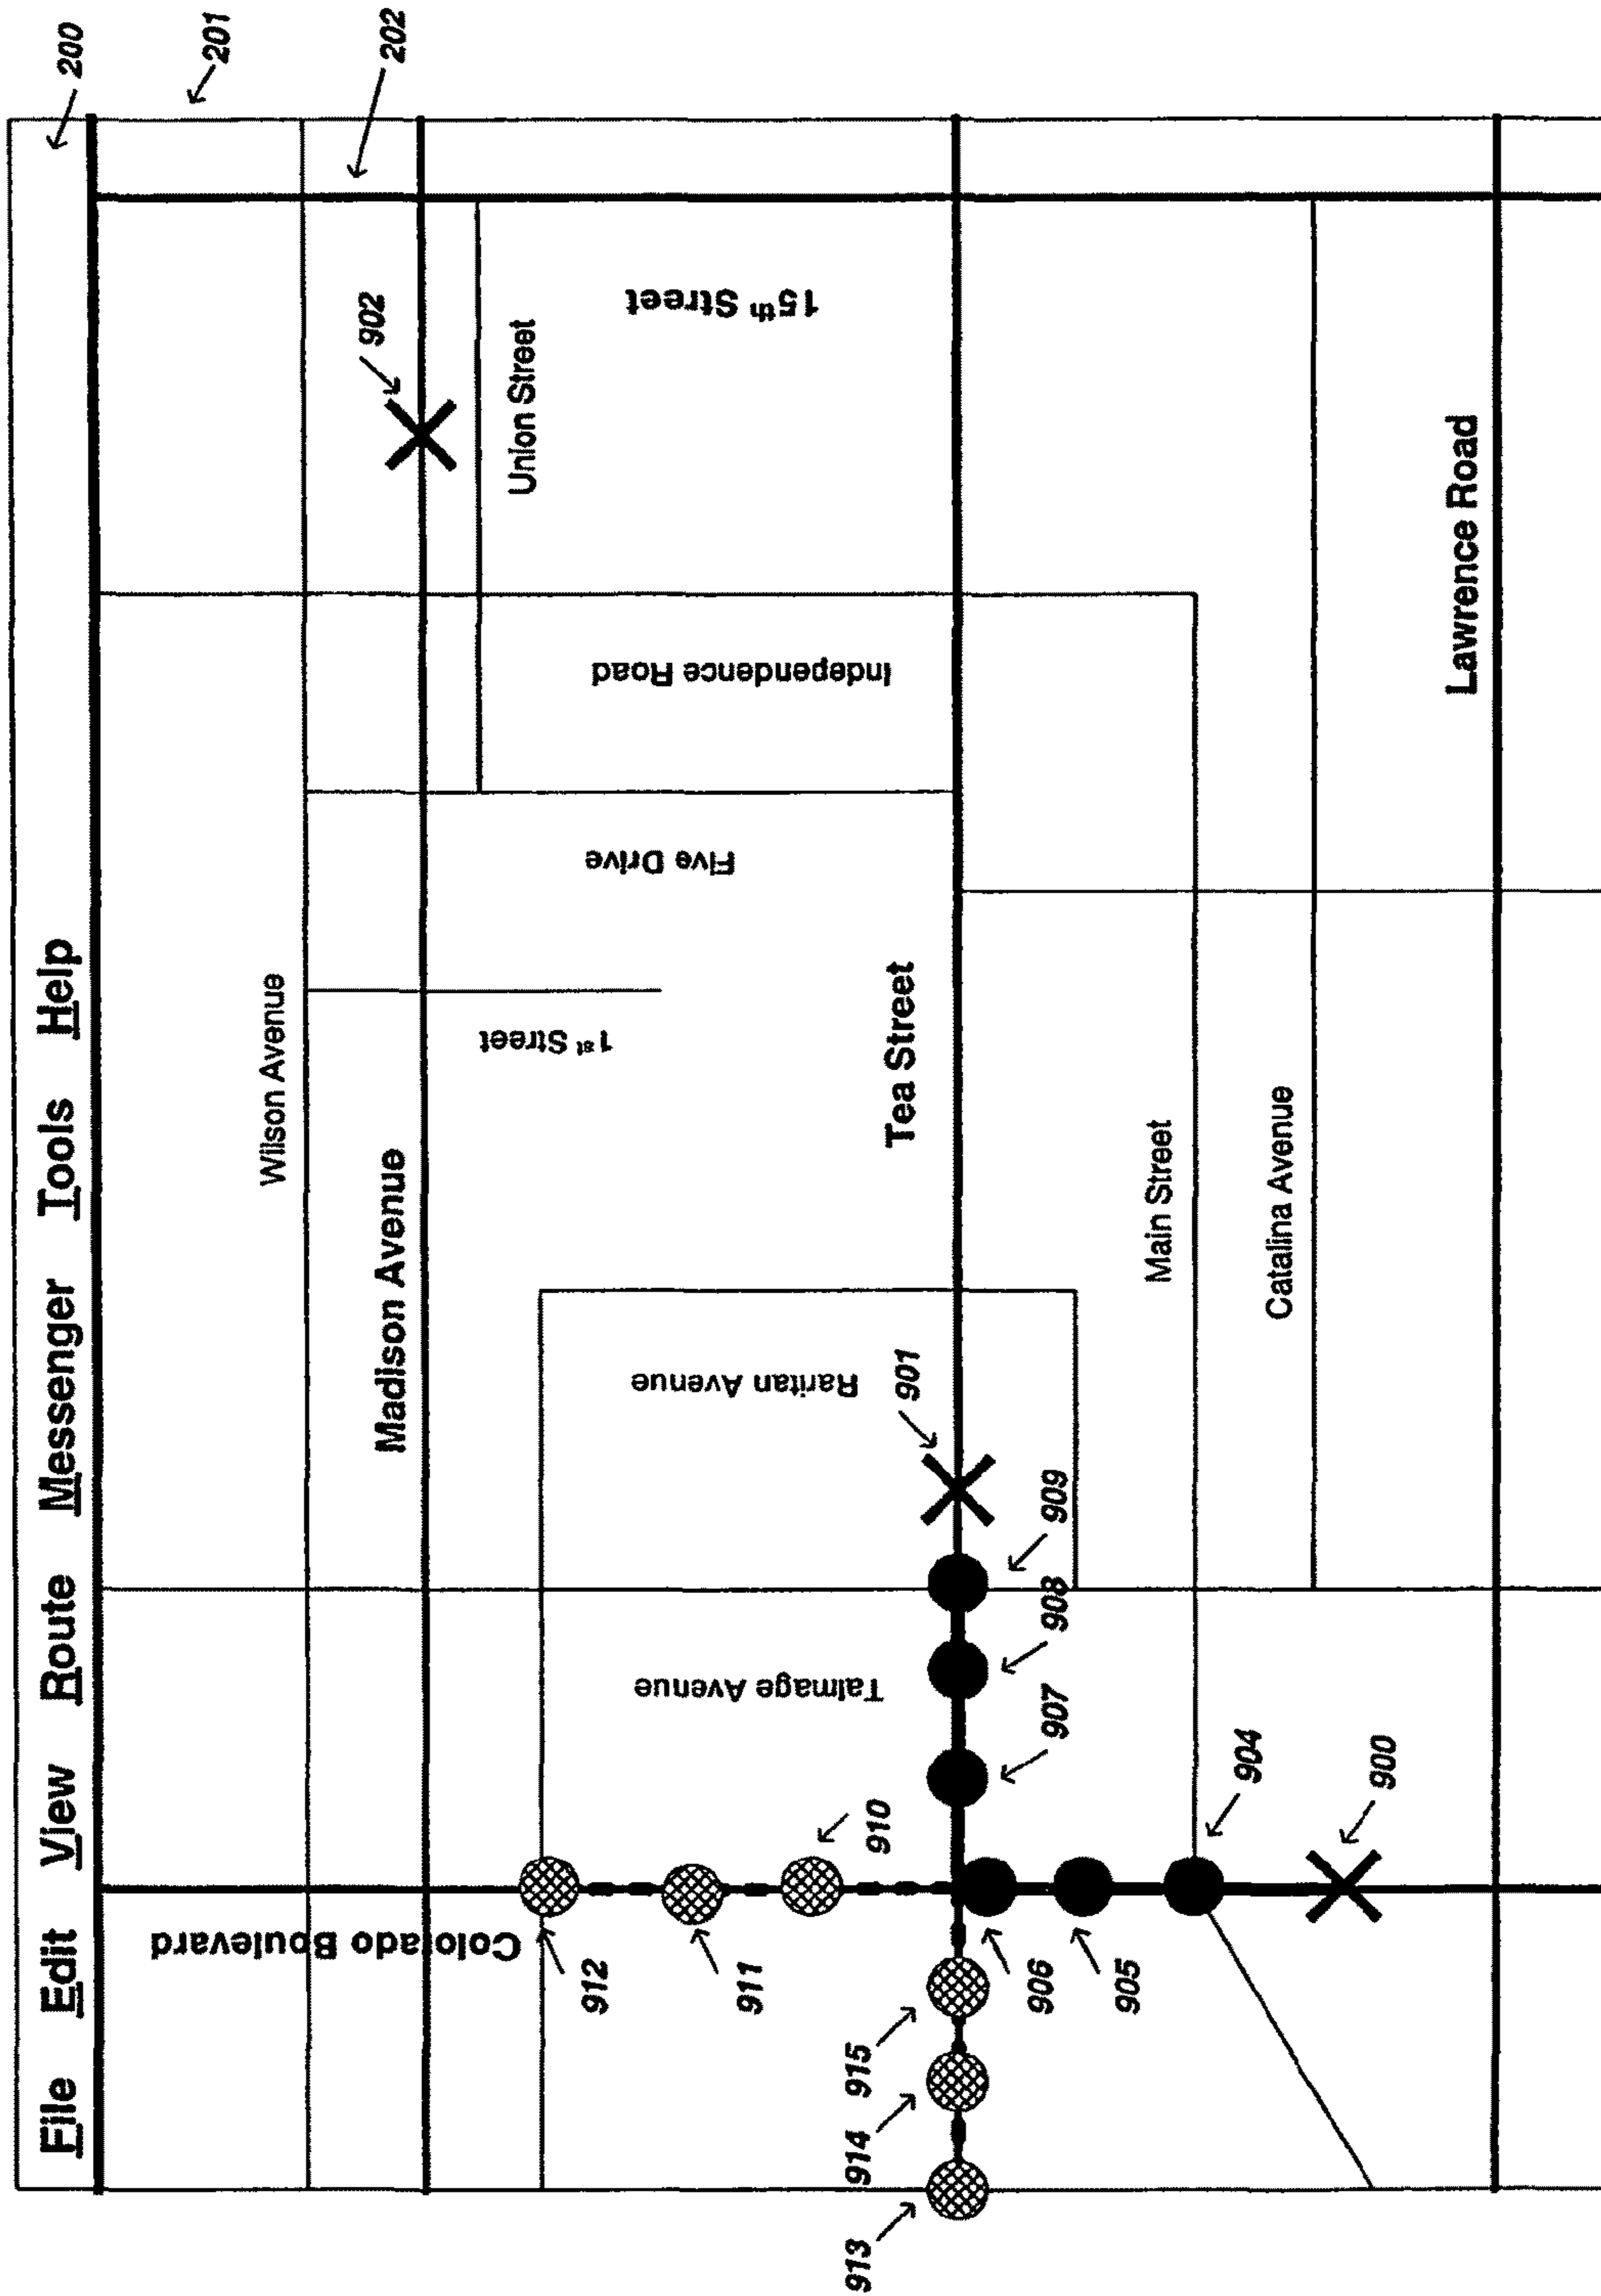 File Edit View Route Messenger Tools Help
200
201
202
Wilson Avenue
Madison Avenue
902
Union Street
Colorado Boulevard
1st Street
Five Drive
Independence Road
15th Street
912
911
Talmage Avenue
Raritan Avenue
910
901
Tea Street
913
914
915
906
905
907
908
909
Main Street
904
Catalina Avenue
900
Lawrence Road